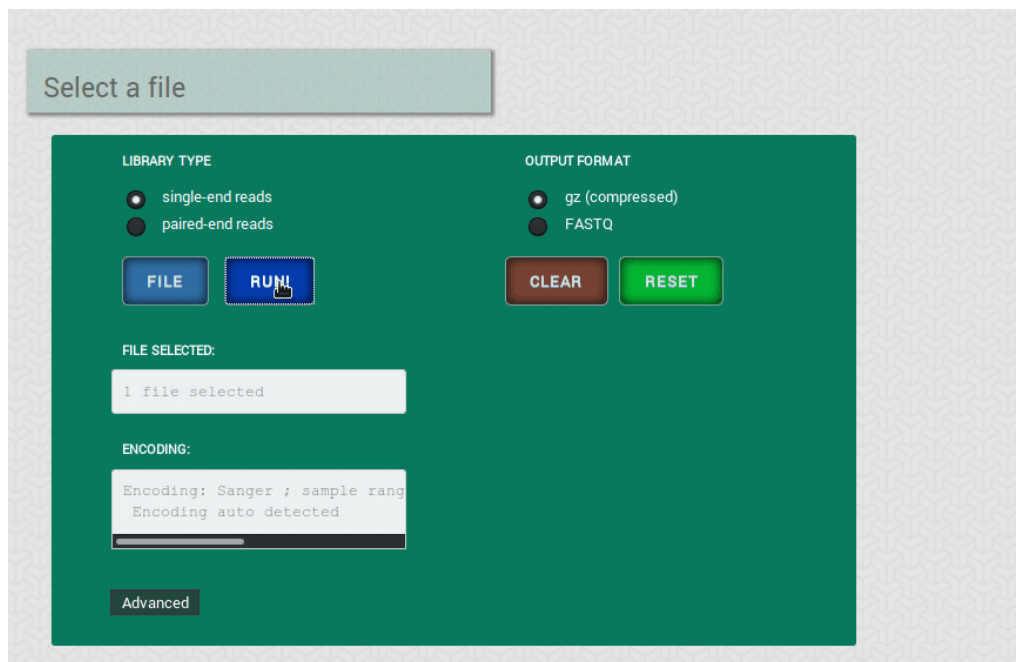 Select a file
LIBRARY TYPE
OUTPUT FORMAT
single-end reads
gz (compressed)
paired-end reads
FASTQ
FILE
RUN!
CLEAR
RESET
FILE SELECTED:
1 file selected
ENCODING:
Encoding: Sanger ; sample rang
Encoding auto detected
Advanced